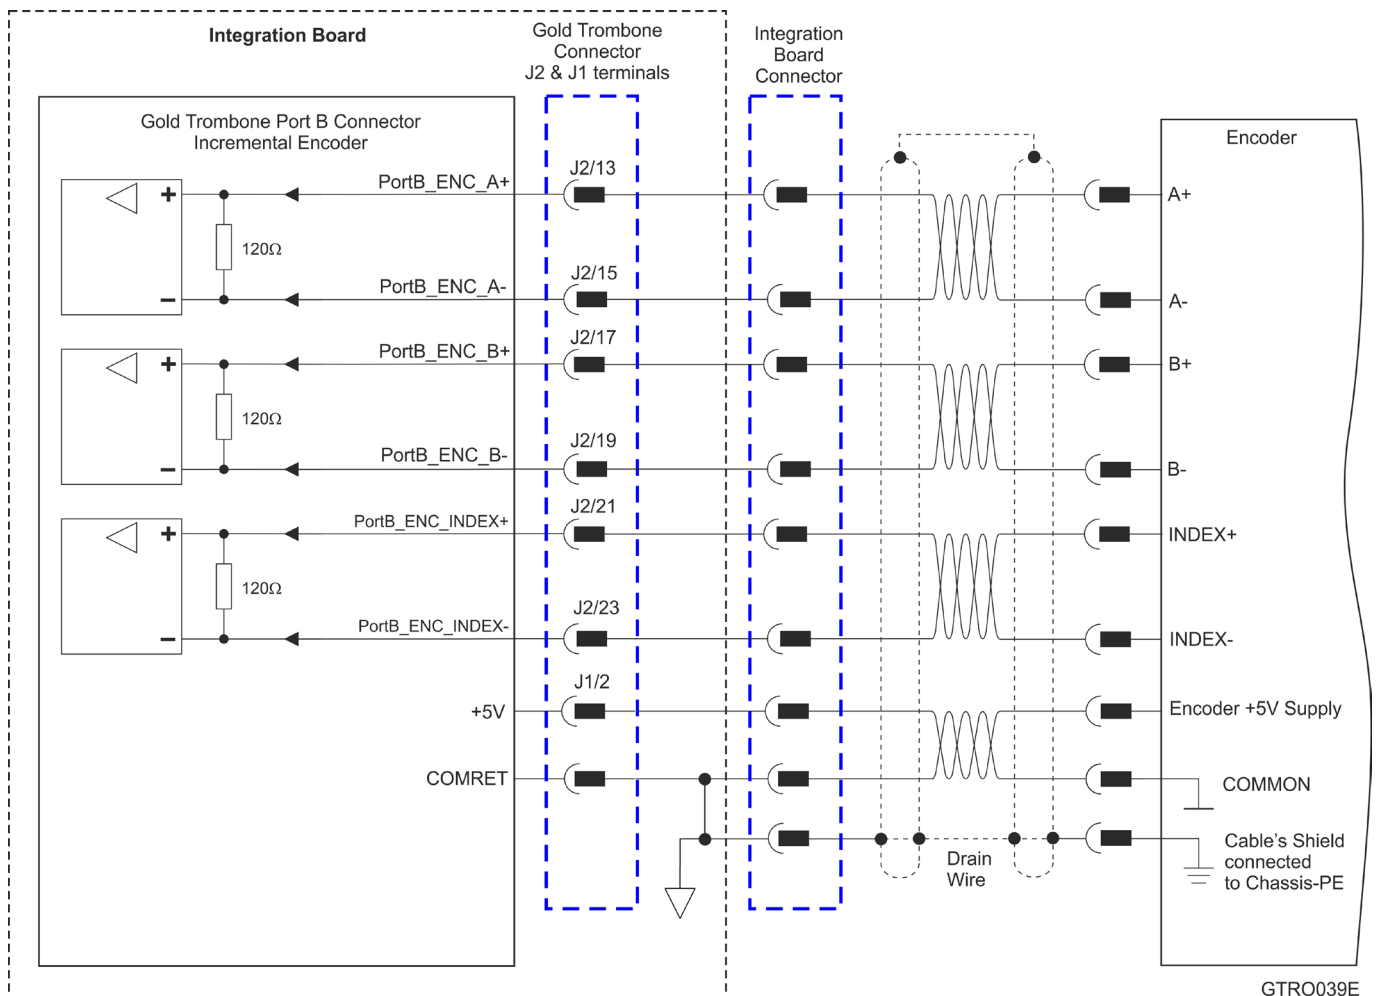 Integration Board
Gold Trombone
Connector
J2 & J1 terminals
Integration
Board
Connector
Gold Trombone Port B Connector
Incremental Encoder
Encoder
PortB_ENC_A+
J2/13
+
A+
120Ω
PortB_ENC_A-
J2/15
−
A-
PortB_ENC_B+
J2/17
+
B+
120Ω
PortB_ENC_B-
J2/19
−
B-
PortB_ENC_INDEX+
J2/21
+
INDEX+
120Ω
PortB_ENC_INDEX-
J2/23
−
INDEX-
+5V
J1/2
Encoder +5V Supply
COMRET
COMMON
Drain
Wire
Cable's Shield
connected
to Chassis-PE
GTRO039E